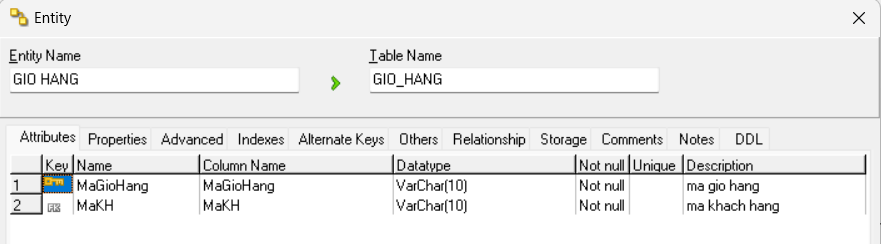 Entity
Entity Name Table Name
GIO HANG GIO_HANG
Attributes Properties Advanced Indexes Alternate Keys Others Relationship Storage Comments Notes DDL
Key Name Column Name Datatype Not null Unique Description
1 MaGioHang MaGioHang VarChar(10) Not null ma gio hang
2 FK MaKH MaKH VarChar(10) Not null ma khach hang